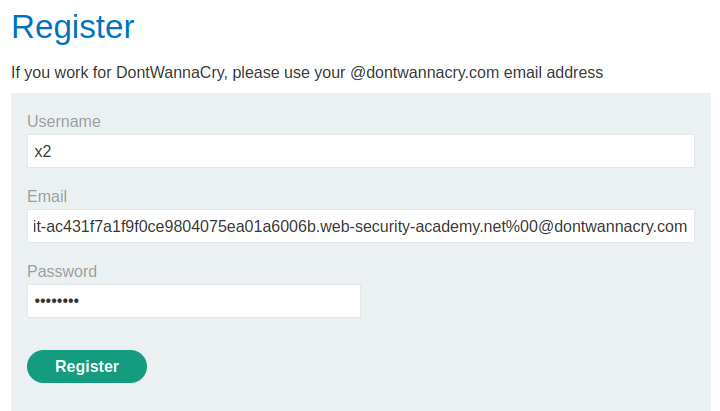 Register
If you work for DontWannaCry, please use your @dontwannacry.com email address
Username
x2
Email
it-ac431f7a1f9f0ce9804075ea01a6006b.web-security-academy.net%00@dontwannacry.com
Password
••••••••
Register